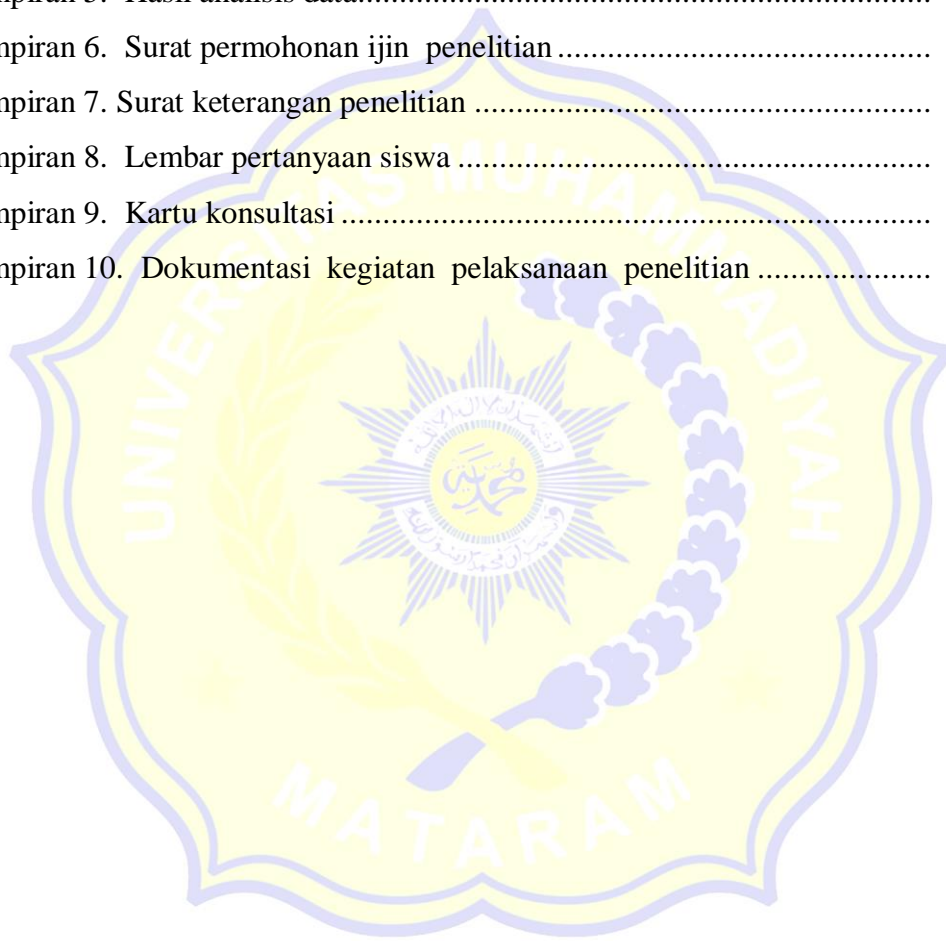 mpiran 5. Hasil analisis data..........................................................................
mpiran 6. Surat permohonan ijin penelitian................................................
mpiran 7. Surat keterangan penelitian..........................................................
mpiran 8. Lembar pertanyaan siswa............................................................
mpiran 9. Kartu konsultasi...........................................................................
mpiran 10. Dokumentasi kegiatan pelaksanaan penelitian......................
UNIVERSITAS MUHAMMADIYAH
MATARAM